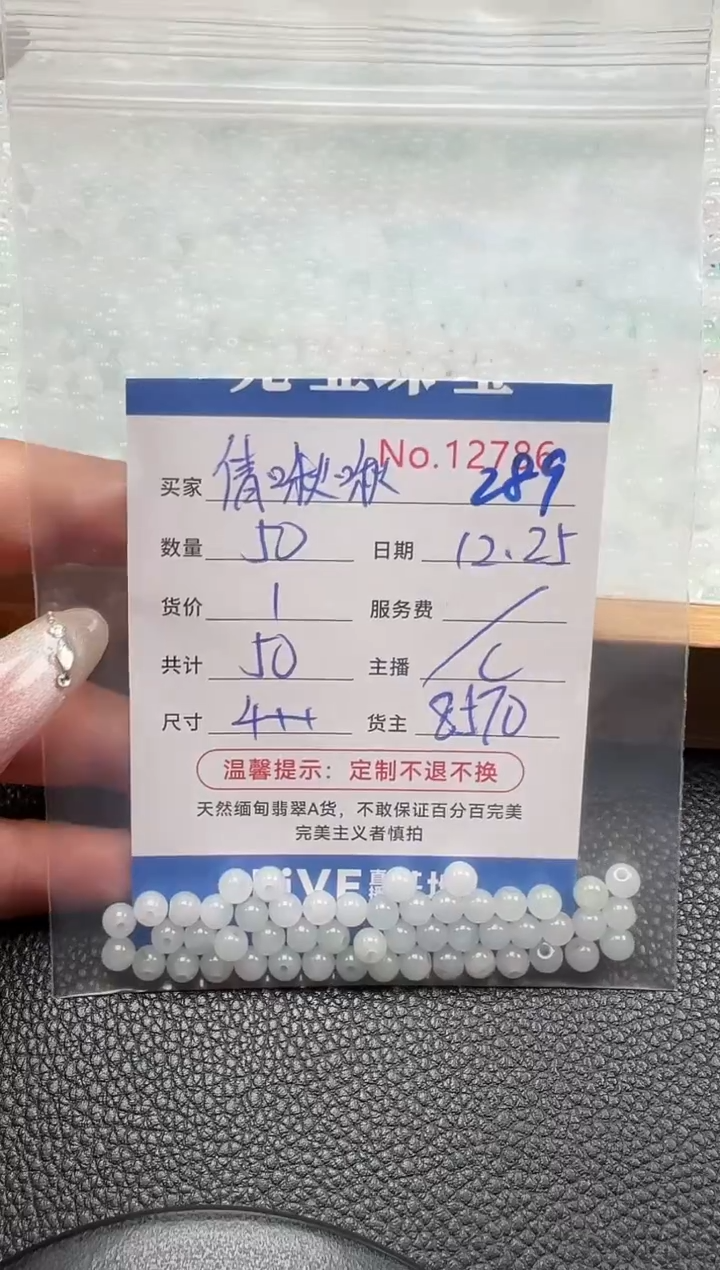 No.12786
买家 倩 289
数量 50 日期 12.25
货价 1 服务费 /
共计 50 主播 C
尺寸 4++ 货主 8570
温馨提示：定制不退不换
天然缅甸翡翠A货，不敢保证百分百完美
完美主义者慎拍
LiVE